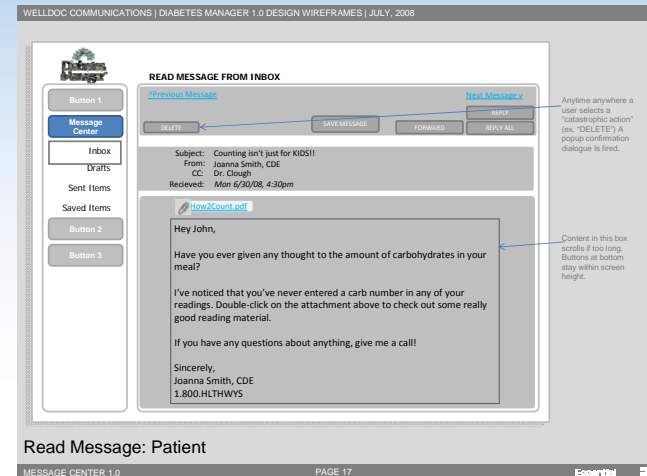 WELLDOC COMMUNICATIONS | DIABETES MANAGER 1.0 DESIGN WIREFRAMES | JULY, 2008
Diabetes
Manager
READ MESSAGE FROM INBOX
Button 1
Message
Center
Inbox
Drafts
Sent Items
Saved Items
Button 2
Button 3
^Previous Message
Next Message v
DELETE
SAVE MESSAGE
FORWARD
REPLY
REPLY ALL
Subject: Counting isn't just for KIDS!!
From: Joanna Smith, CDE
CC: Dr. Clough
Recieved: Mon 6/30/08, 4:30pm
How2Count.pdf
Hey John,
Have you ever given any thought to the amount of carbohydrates in your
meal?
I've noticed that you've never entered a carb number in any of your
readings. Double-click on the attachment above to check out some really
good reading material.
If you have any questions about anything, give me a call!
Sincerely,
Joanna Smith, CDE
1.800.HLTHWYS
Anytime anywhere a
user selects a
"catastrophic action"
(ex. "DELETE") A
popup confirmation
dialogue Is fired.
Content in this box
scrolls if too long.
Buttons at bottom
stay within screen
height.
Read Message: Patient
MESSAGE CENTER 1.0
PAGE 17